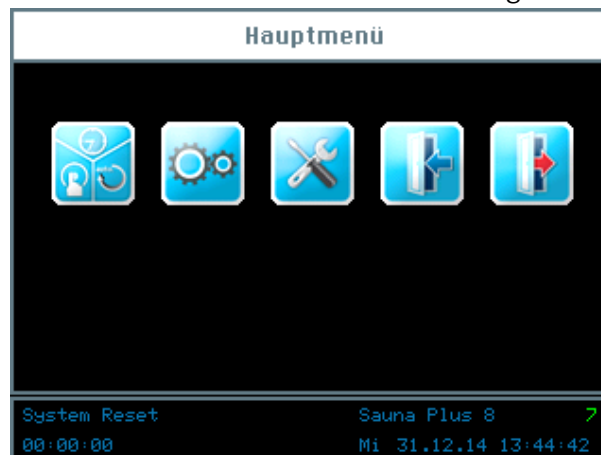 Hauptmenü
System Reset Sauna Plus 8 7
00:00:00 Mi 31.12.14 13:44:42